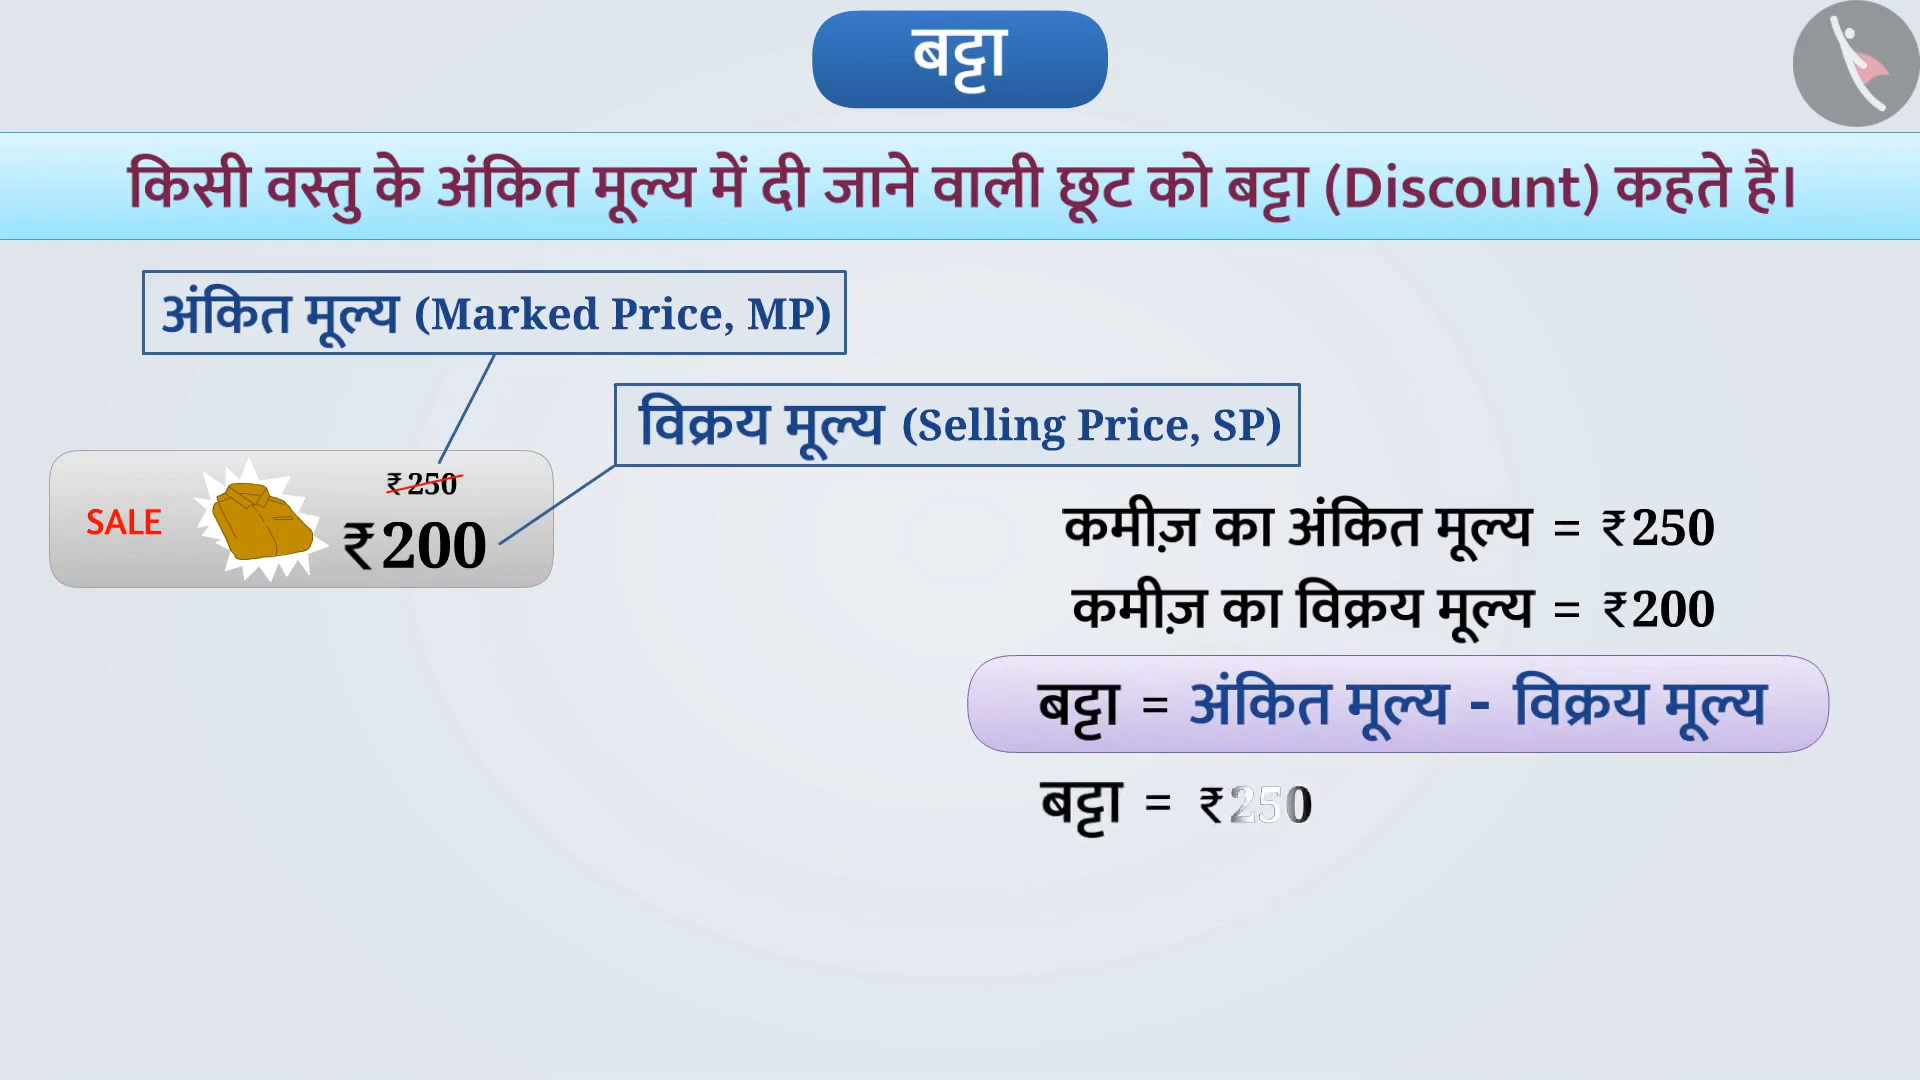 बट्टा
किसी वस्तु के अंकित मूल्य में दी जाने वाली छूट को बट्टा (Discount) कहते है।
अंकित मूल्य (Marked Price, MP)
विक्रय मूल्य (Selling Price, SP)
SALE
₹250
₹200
कमीज़ का अंकित मूल्य = ₹250
कमीज़ का विक्रय मूल्य = ₹200
बट्टा = अंकित मूल्य - विक्रय मूल्य
बट्टा = ₹250